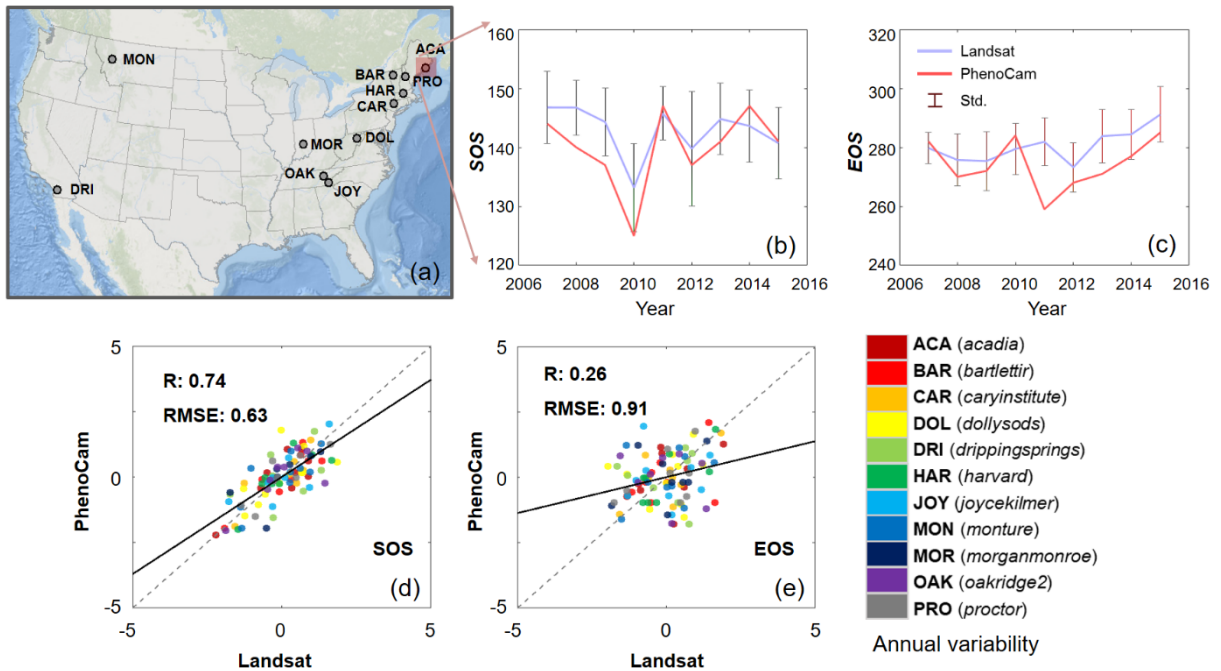 ACA
MON
BAR
PRO
HAR
CAR
DOL
MOR
OAK
JOY
DRI
(a)
160
150
SOS
140
130
120
2006 2008 2010 2012 2014 2016
Year
(b)
320
300
EOS
280
260
240
2006 2008 2010 2012 2014 2016
Year
Landsat
PhenoCam
Std.
(c)
5
R: 0.74
RMSE: 0.63
PhenoCam
0
SOS
(d)
-5
-5 0 5
Landsat
5
R: 0.26
RMSE: 0.91
PhenoCam
0
EOS
(e)
-5
-5 0 5
Landsat
ACA (acadia)
BAR (bartlettir)
CAR (caryinstitute)
DOL (dollysods)
DRI (drippingsprings)
HAR (harvard)
JOY (joycekilmer)
MON (monture)
MOR (morganmonroe)
OAK (oakridge2)
PRO (proctor)
Annual variability